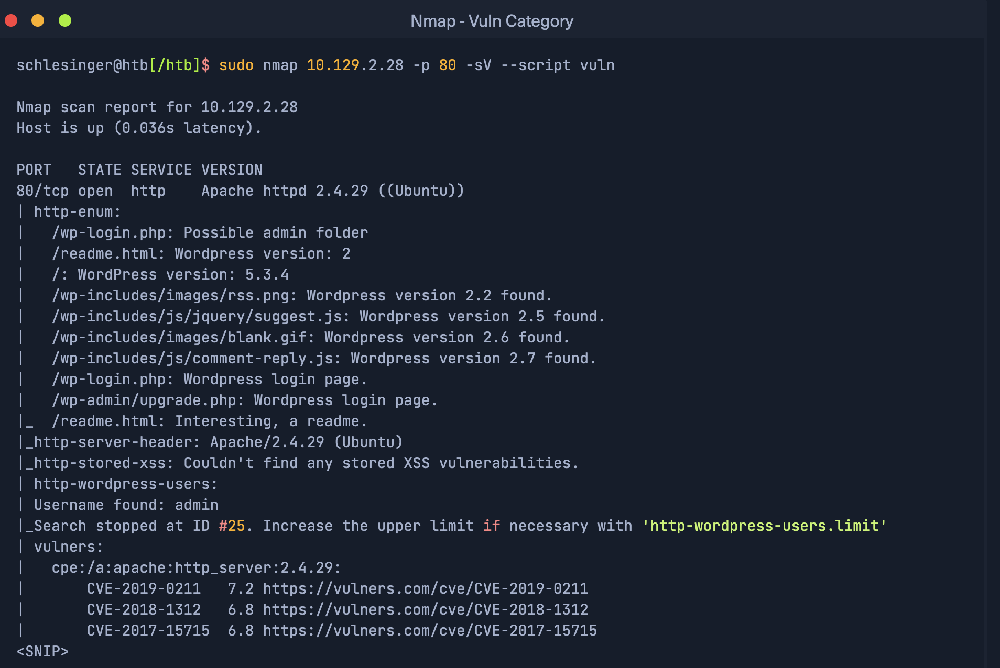 Nmap - Vuln Category
schlesinger@htb[/htb]$ sudo nmap 10.129.2.28 -p 80 -sV --script vuln
Nmap scan report for 10.129.2.28
Host is up (0.036s latency).
PORT   STATE SERVICE VERSION
80/tcp open  http    Apache httpd 2.4.29 ((Ubuntu))
| http-enum:
|   /wp-login.php: Possible admin folder
|   /readme.html: Wordpress version: 2
|   /: WordPress version: 5.3.4
|   /wp-includes/images/rss.png: Wordpress version 2.2 found.
|   /wp-includes/js/jquery/suggest.js: Wordpress version 2.5 found.
|   /wp-includes/images/blank.gif: Wordpress version 2.6 found.
|   /wp-includes/js/comment-reply.js: Wordpress version 2.7 found.
|   /wp-login.php: Wordpress login page.
|   /wp-admin/upgrade.php: Wordpress login page.
|_  /readme.html: Interesting, a readme.
|_http-server-header: Apache/2.4.29 (Ubuntu)
|_http-stored-xss: Couldn't find any stored XSS vulnerabilities.
| http-wordpress-users:
| Username found: admin
|_Search stopped at ID #25. Increase the upper limit if necessary with 'http-wordpress-users.limit'
| vulners:
|   cpe:/a:apache:http_server:2.4.29:
|       CVE-2019-0211   7.2 https://vulners.com/cve/CVE-2019-0211
|       CVE-2018-1312   6.8 https://vulners.com/cve/CVE-2018-1312
|       CVE-2017-15715  6.8 https://vulners.com/cve/CVE-2017-15715
<SNIP>